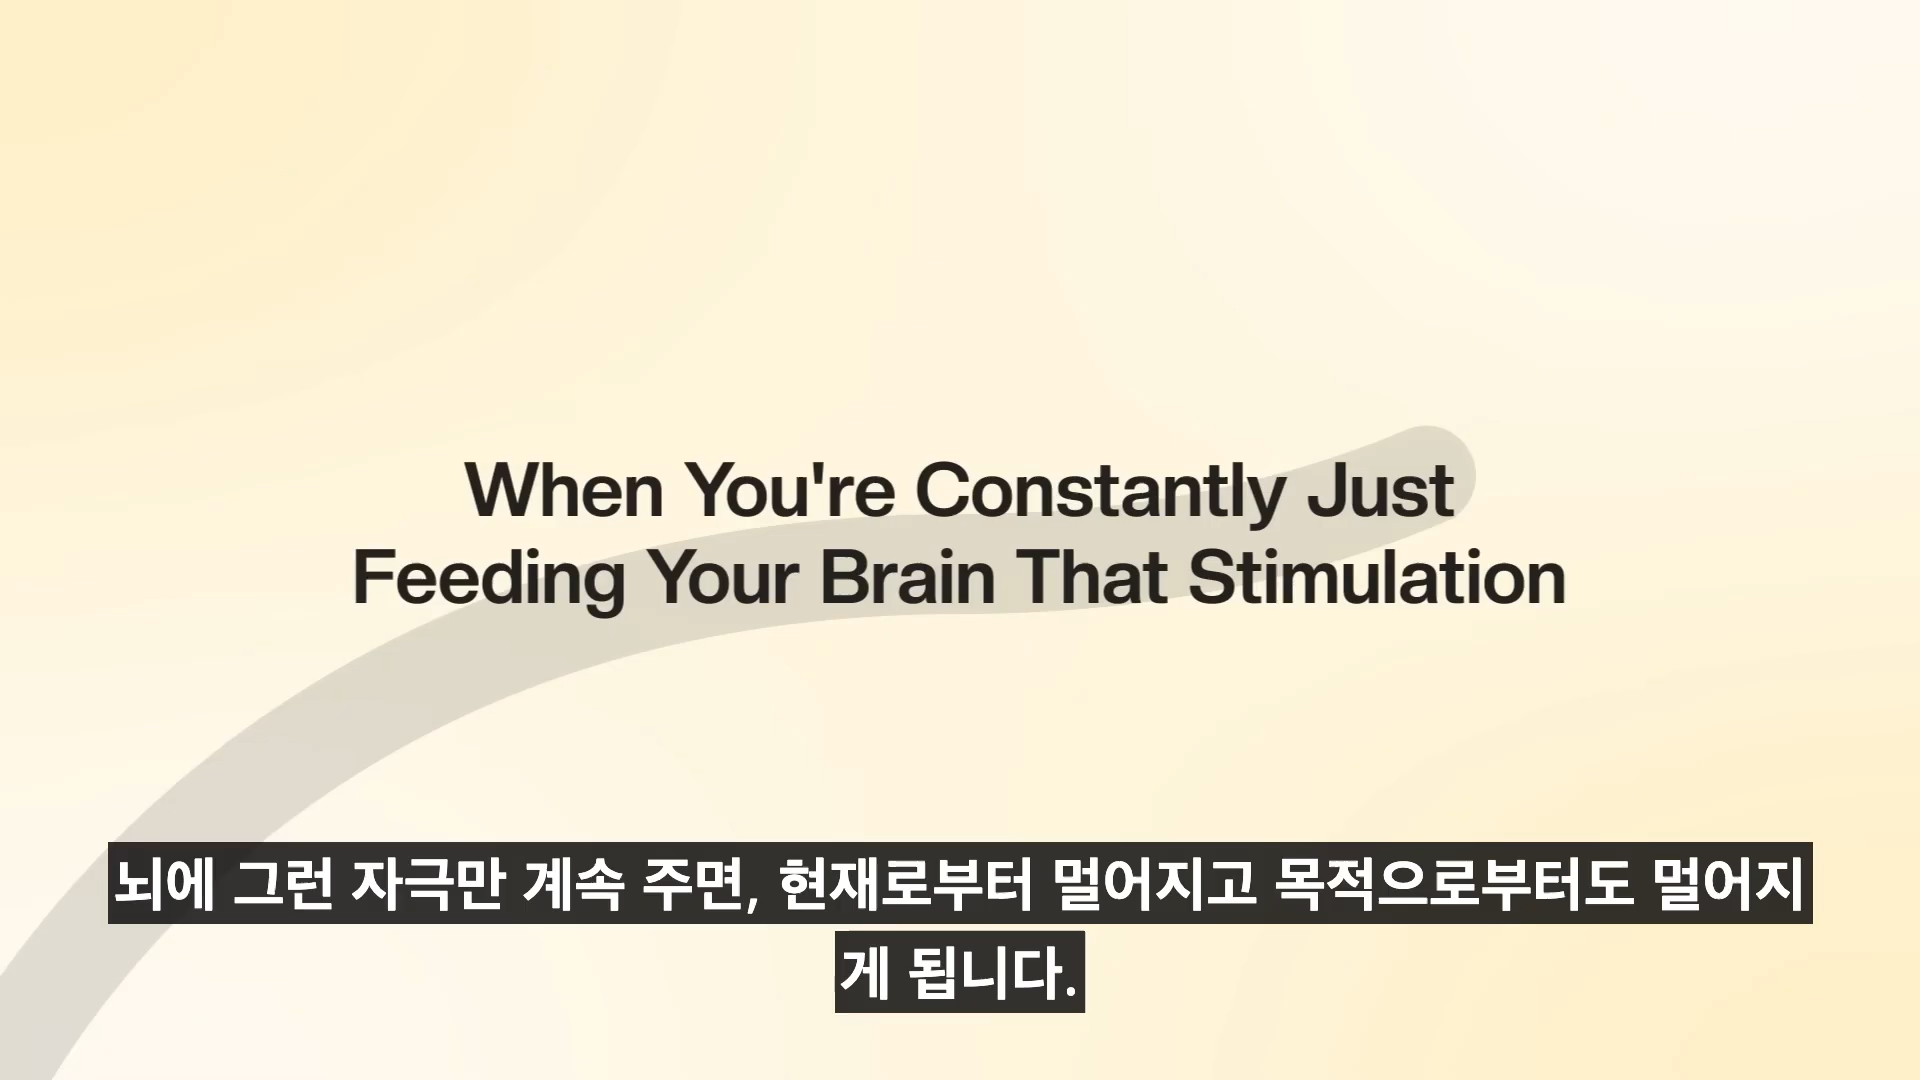 When You're Constantly Just
Feeding Your Brain That Stimulation
뇌에 그런 자극만 계속 주면, 현재로부터 멀어지고 목적으로부터도 멀어지
게 됩니다.